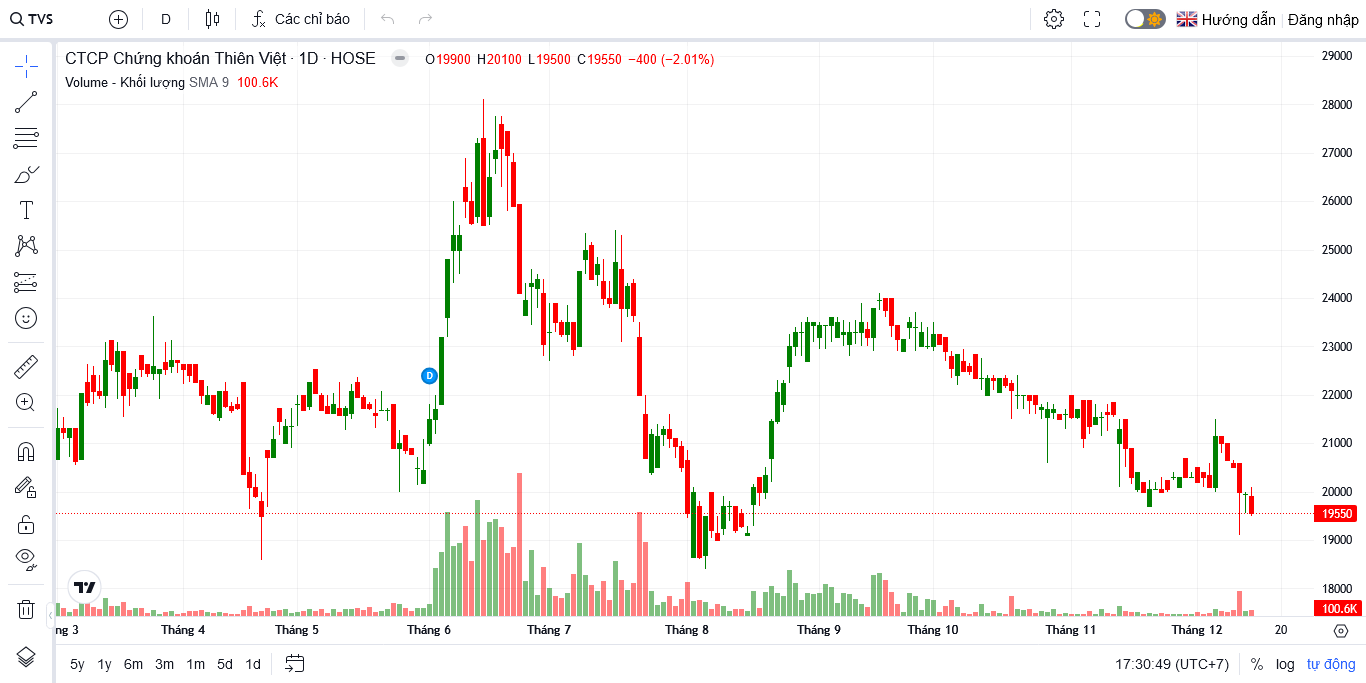 TVS D Các chỉ báo Hướng dẫn Đăng nhập
CTCP Chứng khoán Thiên Việt · 1D · HOSE O19900 H20100 L19500 C19550 −400 (−2.01%)
Volume - Khối lượng SMA 9 100.6K
29000
28000
27000
26000
25000
24000
23000
22000
21000
20000
19550
19000
18000
100.6K
D
ng 3 Tháng 4 Tháng 5 Tháng 6 Tháng 7 Tháng 8 Tháng 9 Tháng 10 Tháng 11 Tháng 12 20
5y 1y 6m 3m 1m 5d 1d 17:30:49 (UTC+7) % log tự động